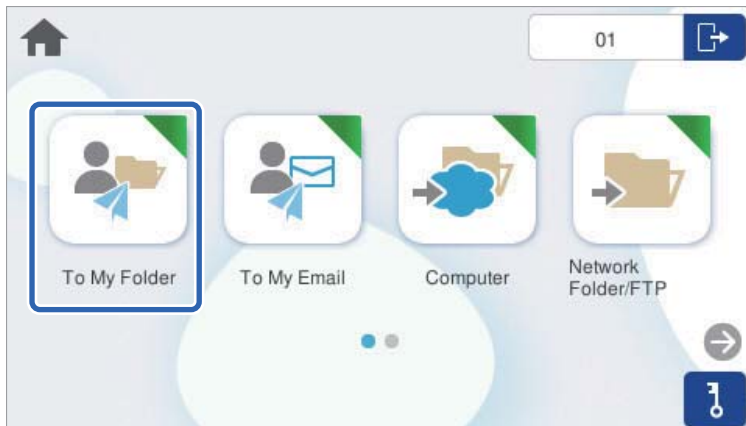 01
To My Folder
To My Email
Computer
Network
Folder/FTP